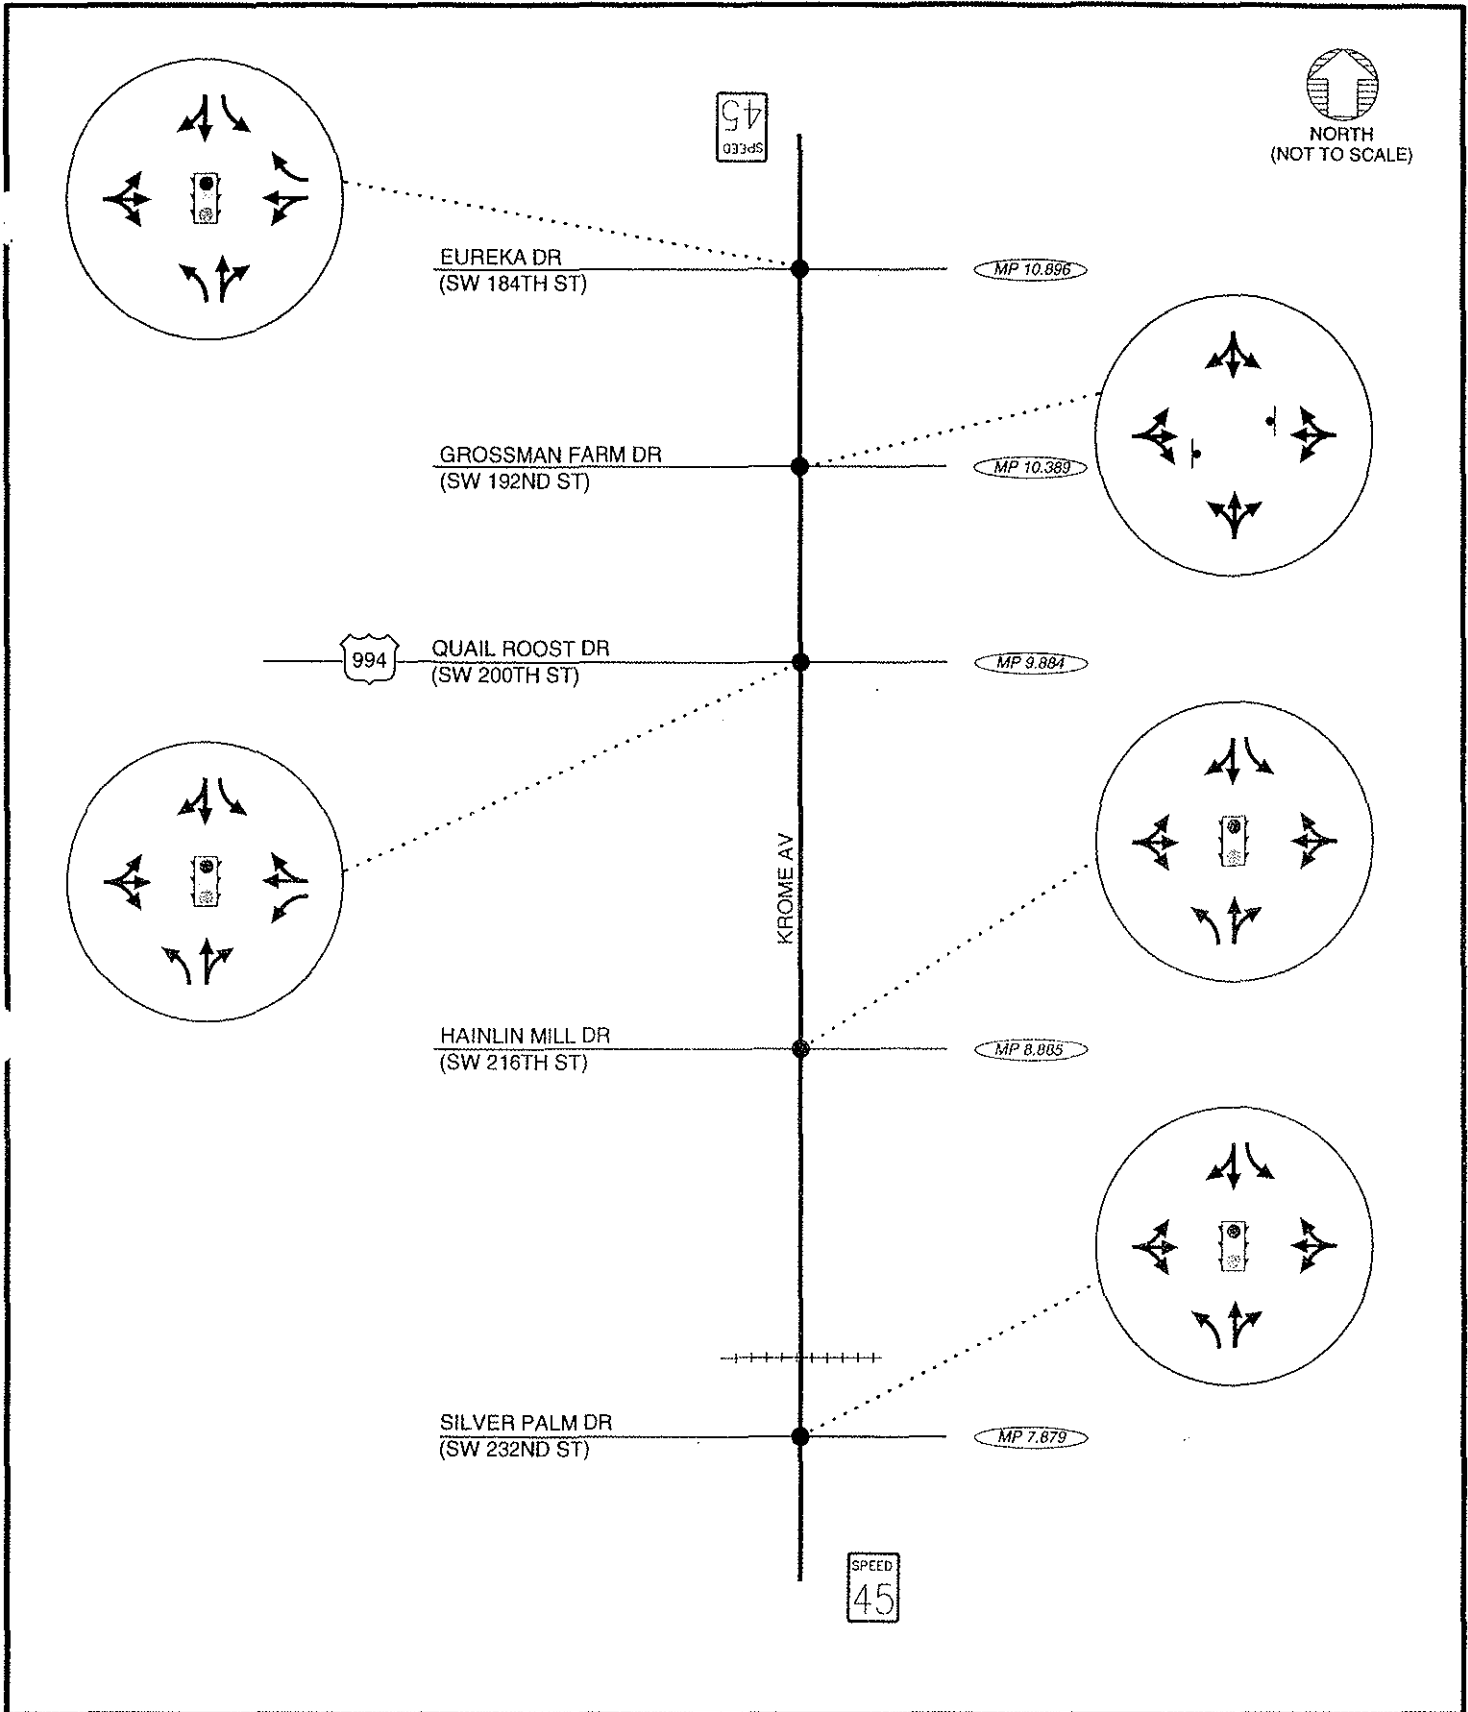 SPEED
45
NORTH
(NOT TO SCALE)
EUREKA DR
(SW 184TH ST)
MP 10.896
GROSSMAN FARM DR
(SW 192ND ST)
MP 10.389
994
QUAIL ROOST DR
(SW 200TH ST)
MP 9.884
KROME AV
HAINLIN MILL DR
(SW 216TH ST)
MP 8.885
SILVER PALM DR
(SW 232ND ST)
MP 7.879
SPEED
45